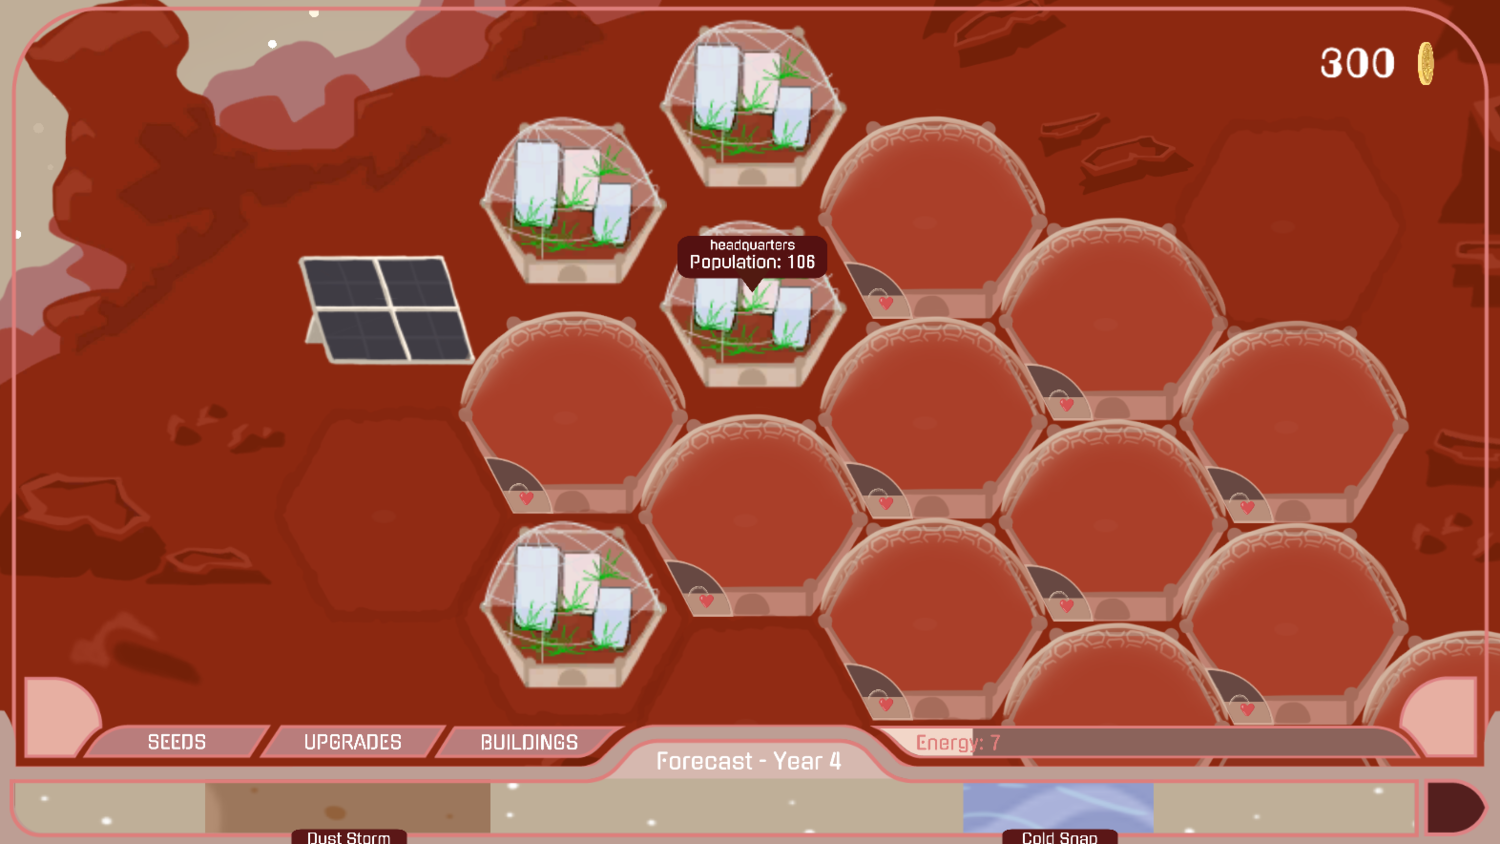 300
headquarters
Population: 106
SEEDS
UPGRADES
BUILDINGS
Forecast - Year 4
Energy: 7
Dust Storm
Cold Snap